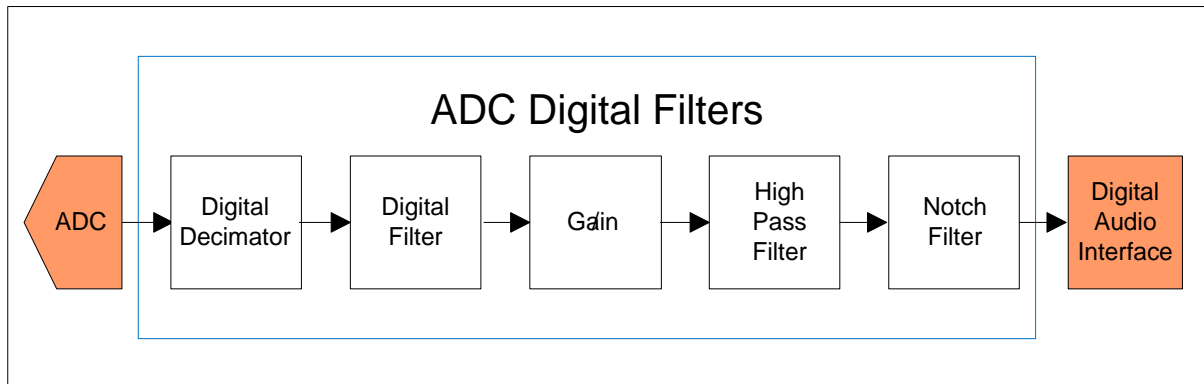 ADC Digital Filters
ADC
Digital
Decimator
Digital
Filter
Gain
High
Pass
Filter
Notch
Filter
Digital
Audio
Interface